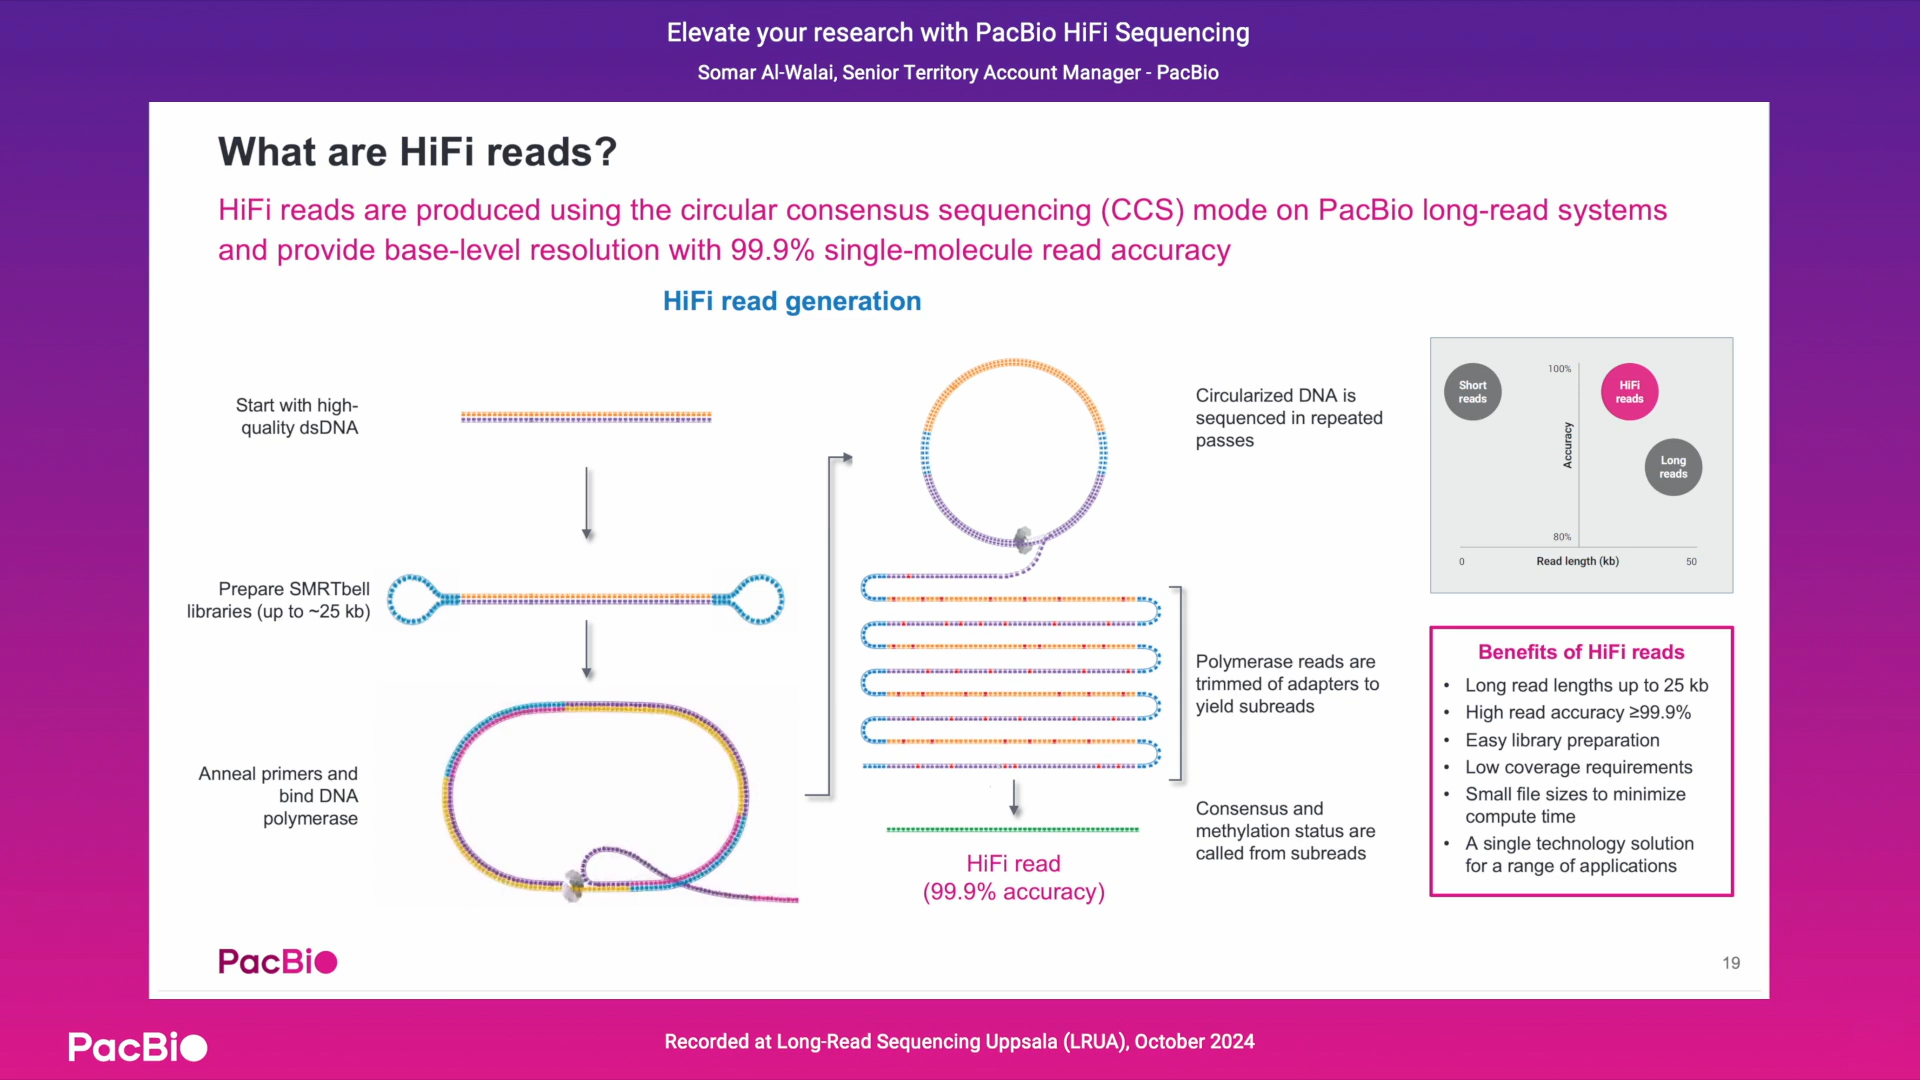 Elevate your research with PacBio HiFi Sequencing
Somar Al-Walai, Senior Territory Account Manager - PacBio
What are HiFi reads?
HiFi reads are produced using the circular consensus sequencing (CCS) mode on PacBio long-read systems
and provide base-level resolution with 99.9% single-molecule read accuracy
HiFi read generation
Start with high-
quality dsDNA
Prepare SMRTbell
libraries (up to ~25 kb)
Anneal primers and
bind DNA
polymerase
Circularized DNA is
sequenced in repeated
passes
Polymerase reads are
trimmed of adapters to
yield subreads
Consensus and
methylation status are
called from subreads
HiFi read
(99.9% accuracy)
Short
reads
100%
HiFi
reads
Accuracy
Long
reads
80%
0
Read length (kb)
50
Benefits of HiFi reads
• Long read lengths up to 25 kb
• High read accuracy ≥99.9%
• Easy library preparation
• Low coverage requirements
• Small file sizes to minimize
compute time
• A single technology solution
for a range of applications
PacBio
19
PacBio
Recorded at Long-Read Sequencing Uppsala (LRUA), October 2024